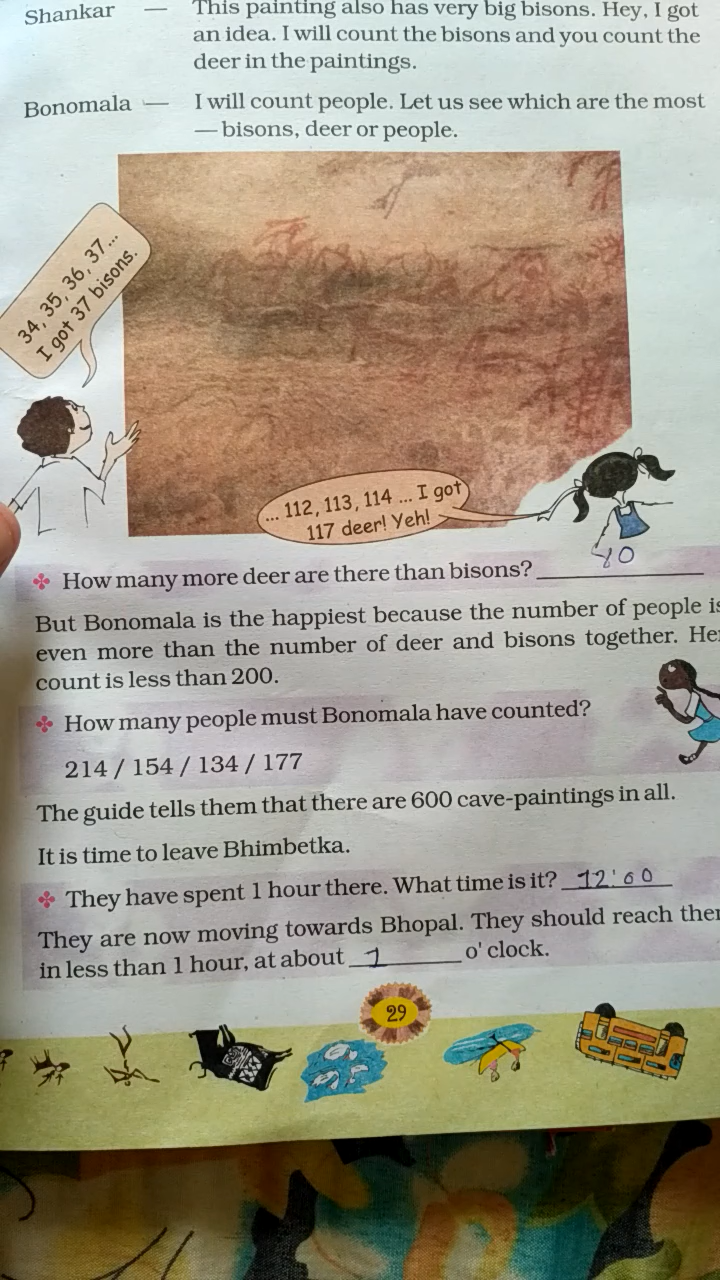 Shankar — This painting also has very big bisons. Hey, I got
an idea. I will count the bisons and you count the
deer in the paintings.
Bonomala — I will count people. Let us see which are the most
— bisons, deer or people.
34, 35, 36, 37...
I got 37 bisons.
... 112, 113, 114 ... I got
117 deer! Yeh!
How many more deer are there than bisons? 80
But Bonomala is the happiest because the number of people is
even more than the number of deer and bisons together. Her
count is less than 200.
How many people must Bonomala have counted?
214 / 154 / 134 / 177
The guide tells them that there are 600 cave-paintings in all.
It is time to leave Bhimbetka.
They have spent 1 hour there. What time is it? 12:00
They are now moving towards Bhopal. They should reach ther
in less than 1 hour, at about 1 o' clock.
29